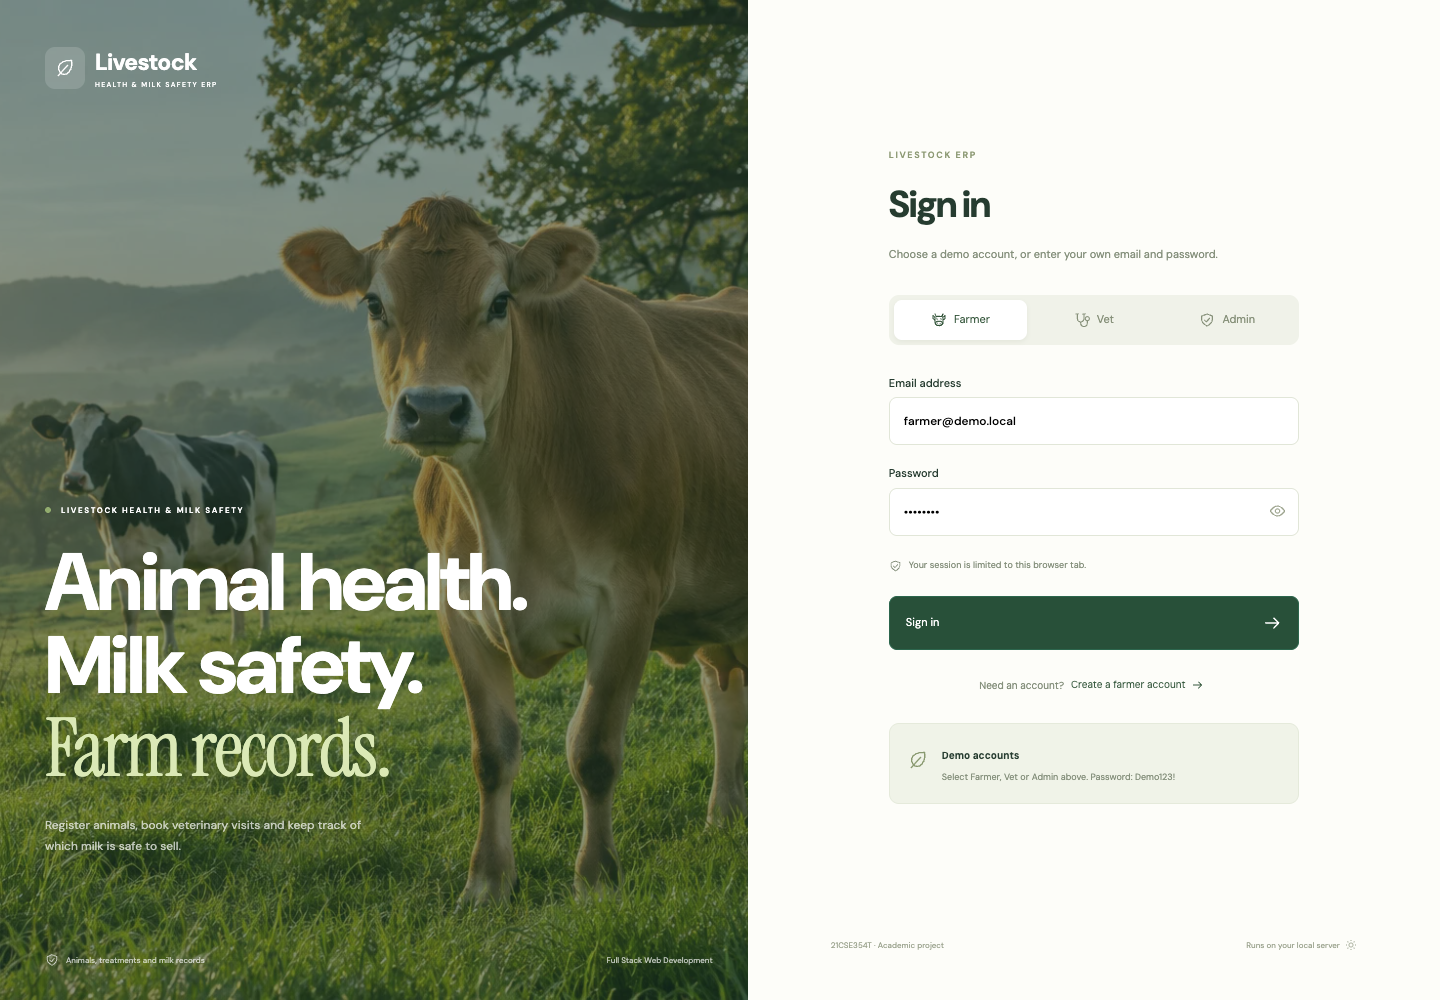 Livestock
HEALTH & MILK SAFETY ERP
LIVESTOCK HEALTH & MILK SAFETY
Animal health.
Milk safety.
Farm records.
Register animals, book veterinary visits and keep track of
which milk is safe to sell.
Animals, treatments and milk records
Full Stack Web Development
LIVESTOCK ERP
Sign in
Choose a demo account, or enter your own email and password.
Farmer
Vet
Admin
Email address
farmer@demo.local
Password
••••••••
Your session is limited to this browser tab.
Sign in
Need an account? Create a farmer account
Demo accounts
Select Farmer, Vet or Admin above. Password: Demo123!
21CSE354T · Academic project
Runs on your local server